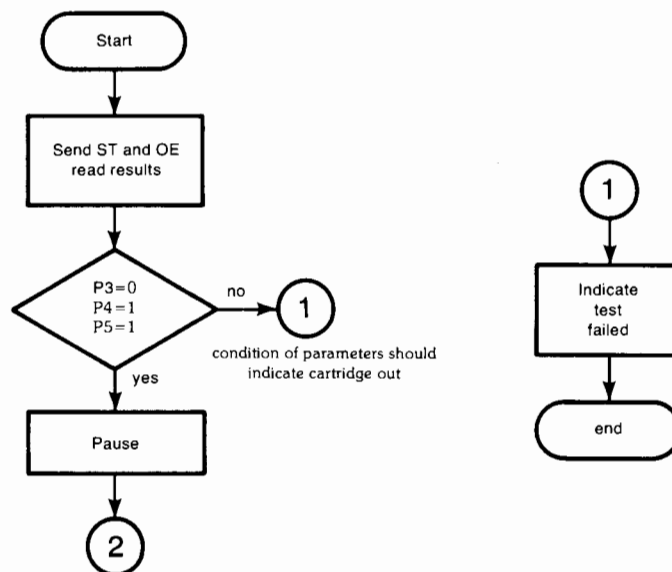 Start
Send ST and OE
read results
P3=0
P4=1
P5=1
no
1
condition of parameters should
indicate cartridge out
yes
Pause
2
1
Indicate
test
failed
end